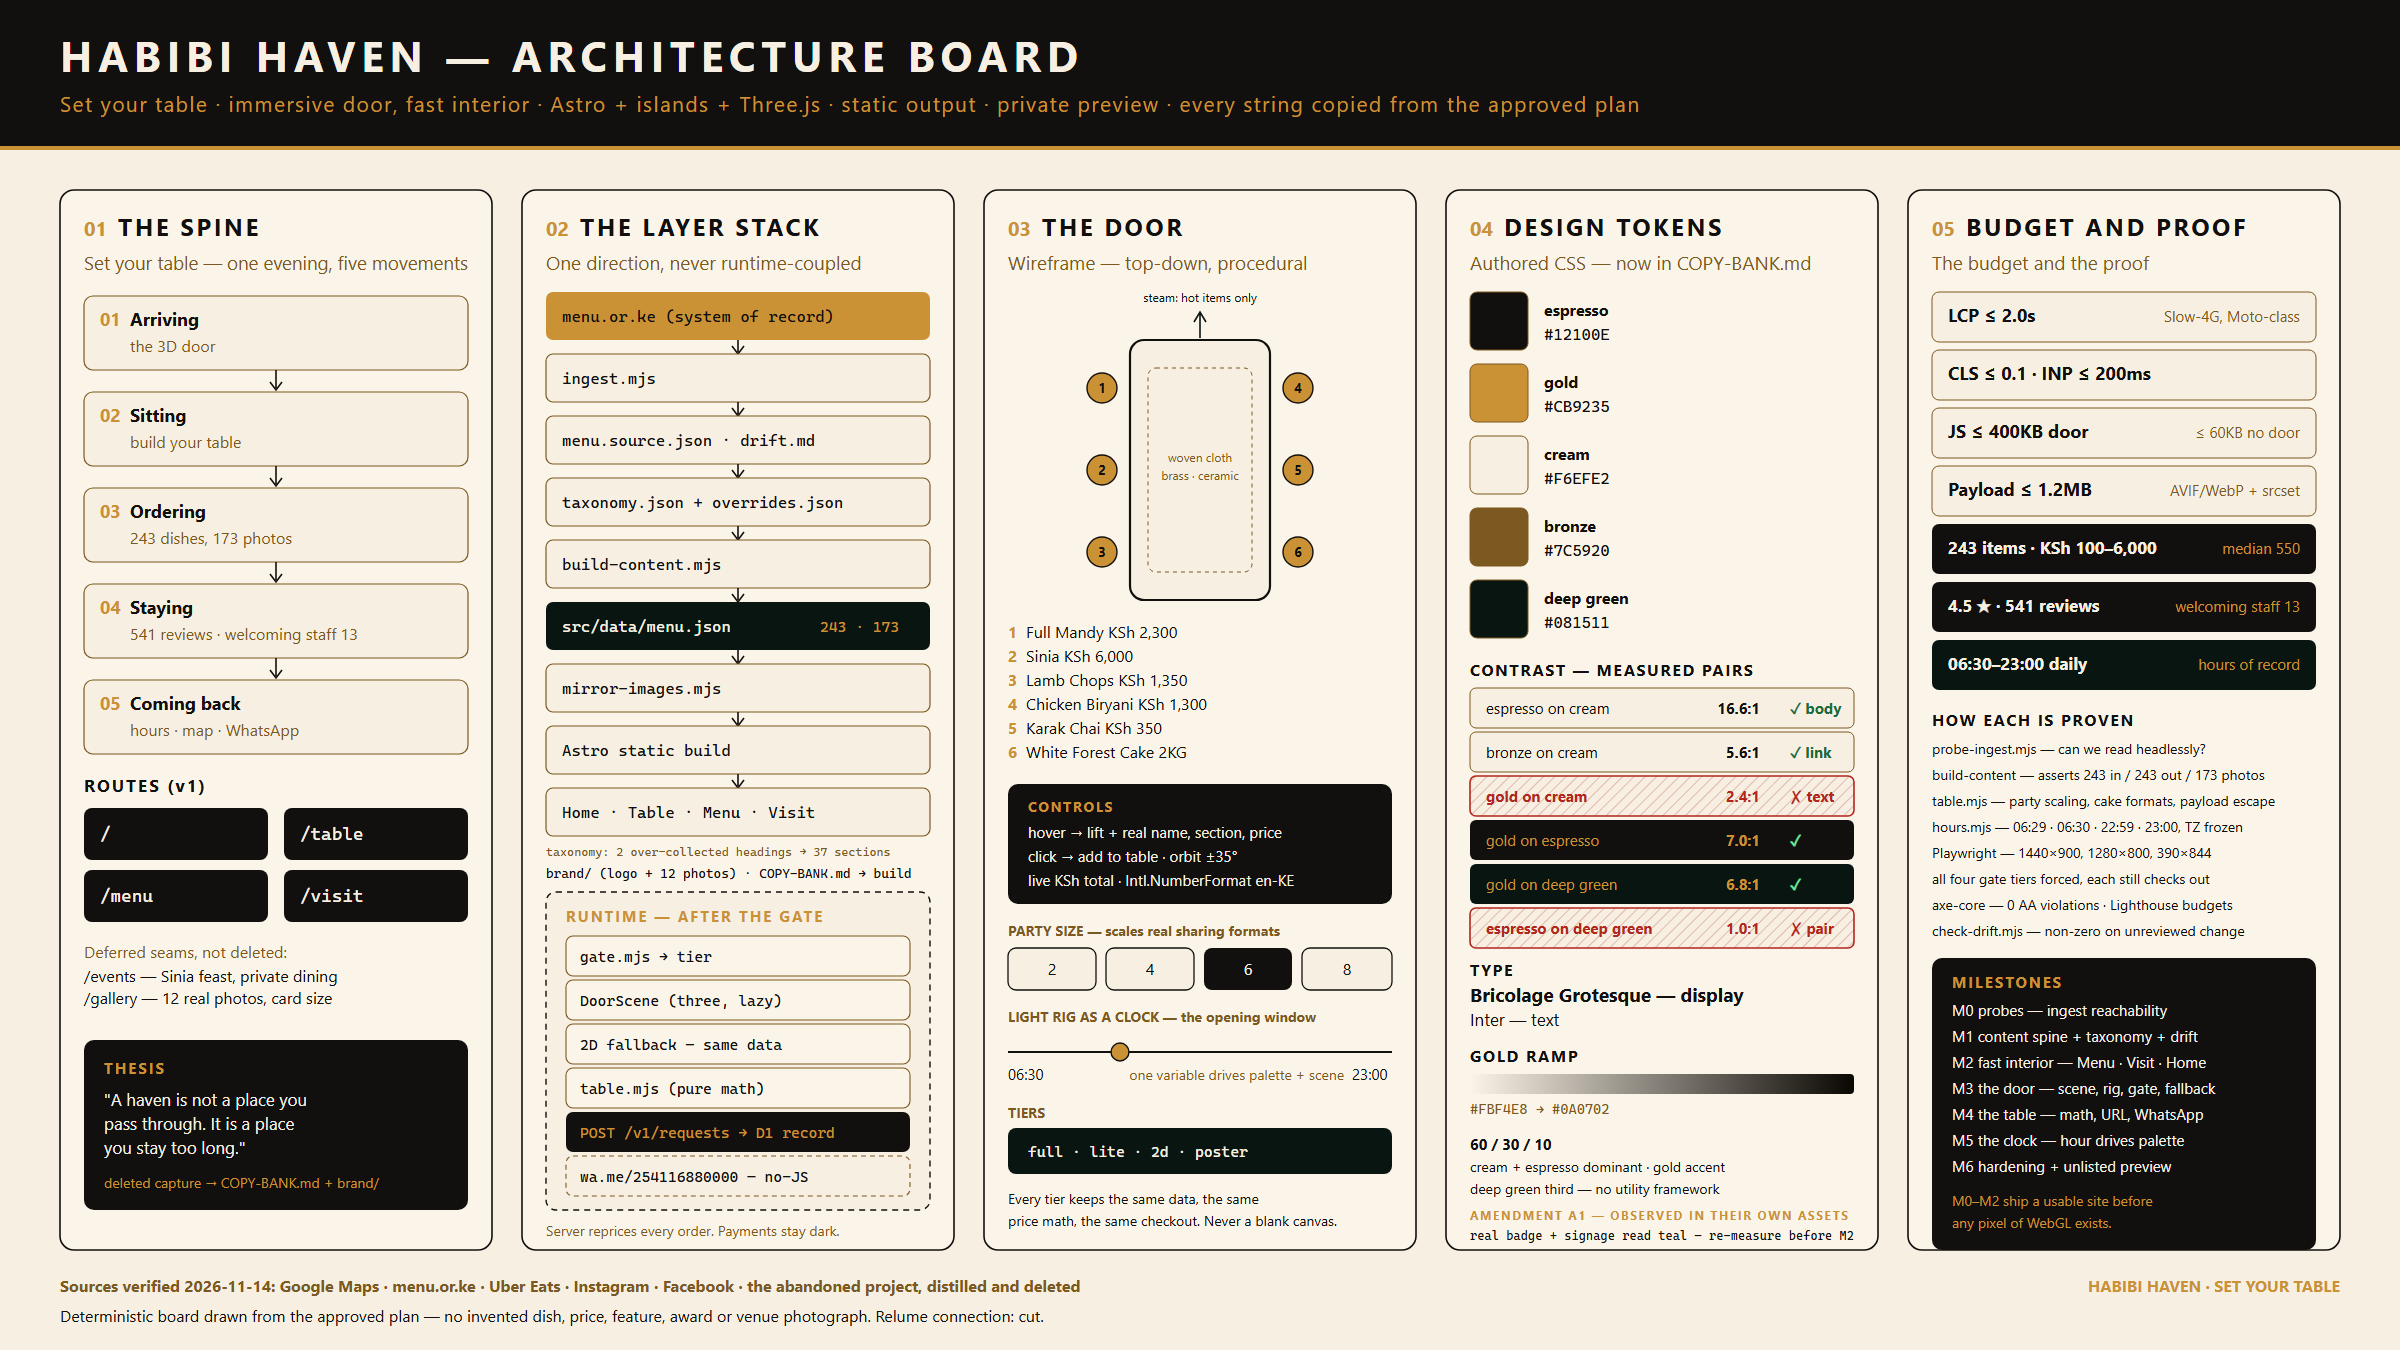 HABIBI HAVEN — ARCHITECTURE BOARD
Set your table · immersive door, fast interior · Astro + islands + Three.js · static output · private preview · every string copied from the approved plan
01 THE SPINE
Set your table — one evening, five movements
01 Arriving
the 3D door
02 Sitting
build your table
03 Ordering
243 dishes, 173 photos
04 Staying
541 reviews · welcoming staff 13
05 Coming back
hours · map · WhatsApp
ROUTES (v1)
/
/table
/menu
/visit
Deferred seams, not deleted:
/events — Sinia feast, private dining
/gallery — 12 real photos, card size
THESIS
"A haven is not a place you
pass through. It is a place
you stay too long."
deleted capture → COPY-BANK.md + brand/
02 THE LAYER STACK
One direction, never runtime-coupled
menu.or.ke (system of record)
ingest.mjs
menu.source.json · drift.md
taxonomy.json + overrides.json
build-content.mjs
src/data/menu.json 243 · 173
mirror-images.mjs
Astro static build
Home · Table · Menu · Visit
taxonomy: 2 over-collected headings → 37 sections
brand/ (logo + 12 photos) · COPY-BANK.md → build
RUNTIME — AFTER THE GATE
gate.mjs → tier
DoorScene (three, lazy)
2D fallback — same data
table.mjs (pure math)
POST /v1/requests → D1 record
wa.me/254116880000 — no-JS
Server reprices every order. Payments stay dark.
03 THE DOOR
Wireframe — top-down, procedural
steam: hot items only
1
2
3
woven cloth
brass · ceramic
4
5
6
1 Full Mandy KSh 2,300
2 Sinia KSh 6,000
3 Lamb Chops KSh 1,350
4 Chicken Biryani KSh 1,300
5 Karak Chai KSh 350
6 White Forest Cake 2KG
CONTROLS
hover → lift + real name, section, price
click → add to table · orbit ±35°
live KSh total · Intl.NumberFormat en-KE
PARTY SIZE — scales real sharing formats
2 4 6 8
LIGHT RIG AS A CLOCK — the opening window
06:30 one variable drives palette + scene 23:00
TIERS
full · lite · 2d · poster
Every tier keeps the same data, the same
price math, the same checkout. Never a blank canvas.
04 DESIGN TOKENS
Authored CSS — now in COPY-BANK.md
espresso
#12100E
gold
#CB9235
cream
#F6EFE2
bronze
#7C5920
deep green
#081511
CONTRAST — MEASURED PAIRS
espresso on cream 16.6:1 ✓ body
bronze on cream 5.6:1 ✓ link
gold on cream 2.4:1 ✗ text
gold on espresso 7.0:1 ✓
gold on deep green 6.8:1 ✓
espresso on deep green 1.0:1 ✗ pair
TYPE
Bricolage Grotesque — display
Inter — text
GOLD RAMP
#FBF4E8 → #0A0702
60 / 30 / 10
cream + espresso dominant · gold accent
deep green third — no utility framework
AMENDMENT A1 — OBSERVED IN THEIR OWN ASSETS
real badge + signage read teal — re-measure before M2
05 BUDGET AND PROOF
The budget and the proof
LCP ≤ 2.0s Slow-4G, Moto-class
CLS ≤ 0.1 · INP ≤ 200ms
JS ≤ 400KB door ≤ 60KB no door
Payload ≤ 1.2MB AVIF/WebP + srcset
243 items · KSh 100–6,000 median 550
4.5 ★ · 541 reviews welcoming staff 13
06:30–23:00 daily hours of record
HOW EACH IS PROVEN
probe-ingest.mjs — can we read headlessly?
build-content — asserts 243 in / 243 out / 173 photos
table.mjs — party scaling, cake formats, payload escape
hours.mjs — 06:29 · 06:30 · 22:59 · 23:00, TZ frozen
Playwright — 1440×900, 1280×800, 390×844
all four gate tiers forced, each still checks out
axe-core — 0 AA violations · Lighthouse budgets
check-drift.mjs — non-zero on unreviewed change
MILESTONES
M0 probes — ingest reachability
M1 content spine + taxonomy + drift
M2 fast interior — Menu · Visit · Home
M3 the door — scene, rig, gate, fallback
M4 the table — math, URL, WhatsApp
M5 the clock — hour drives palette
M6 hardening + unlisted preview
M0–M2 ship a usable site before
any pixel of WebGL exists.
Sources verified 2026-11-14: Google Maps · menu.or.ke · Uber Eats · Instagram · Facebook · the abandoned project, distilled and deleted
HABIBI HAVEN · SET YOUR TABLE
Deterministic board drawn from the approved plan — no invented dish, price, feature, award or venue photograph. Relume connection: cut.